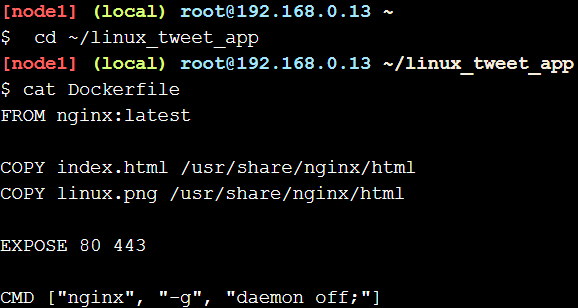 [node1] (local) root@192.168.0.13 ~
$  cd ~/linux_tweet_app
[node1] (local) root@192.168.0.13 ~/linux_tweet_app
$ cat Dockerfile
FROM nginx:latest
COPY index.html /usr/share/nginx/html
COPY linux.png /usr/share/nginx/html
EXPOSE 80 443
CMD ["nginx", "-g", "daemon off;"]